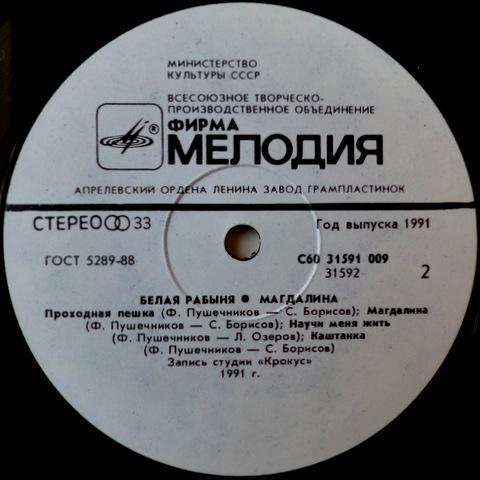 МИНИСТЕРСТВО
КУЛЬТУРЫ СССР
ВСЕСОЮЗНОЕ ТВОРЧЕСКО-
ПРОИЗВОДСТВЕННОЕ ОБЪЕДИНЕНИЕ
® ФИРМА
МЕЛОДИЯ
АПРЕЛЕВСКИЙ ОРДЕНА ЛЕНИНА ЗАВОД ГРАМПЛАСТИНОК
СТЕРЕО 33 Год выпуска 1991
ГОСТ 5289-88 С60 31591 009
31592 2
БЕЛАЯ РАБЫНЯ ● МАГДАЛИНА
Проходная пешка (Ф. Пушечников — С. Борисов); Магдалина
(Ф. Пушечников — С. Борисов); Научи меня жить
(Ф. Пушечников — Л. Озеров); Каштанка
(Ф. Пушечников — С. Борисов)
Запись студии «Крокус»
1991 г.